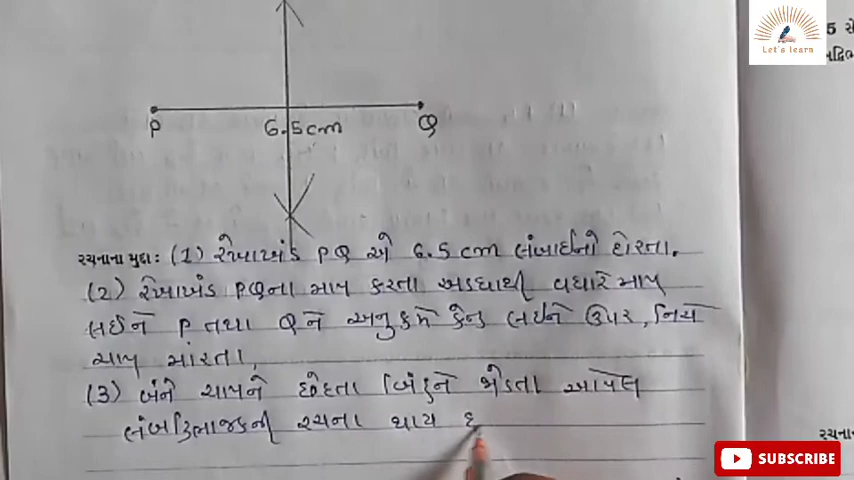 Let's learn
5 સે
P
6.5cm
Q
રચનાના મુદ્દા: (1) રેખાખંડ PQ એ 6.5 cm લંબાઈનો દોરતા.
(2) રેખાખંડ PQના માપ કરતા અડધાથી વધારે માપ
લઈને P તથા Q ને અનુક્રમે કેન્દ્ર લઈને ઉપર, નિચે
ચાપ મારતા,
(3) બંને ચાપને છેદતા બિંદુને જોડતા આપેલ
લંબદ્વિભાજકની રચના થાય
SUBSCRIBE